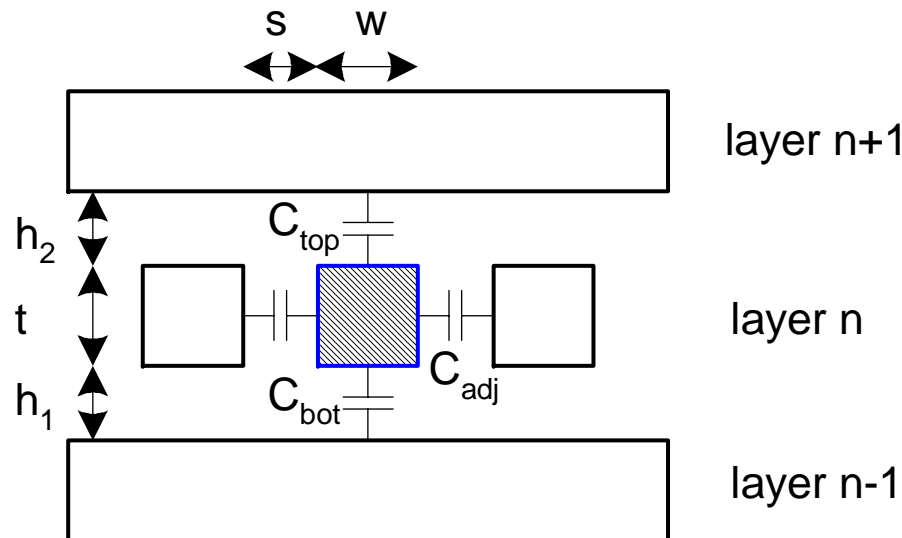 s w
layer n+1
h2
Ctop
t
layer n
Cadj
h1
Cbot
layer n-1